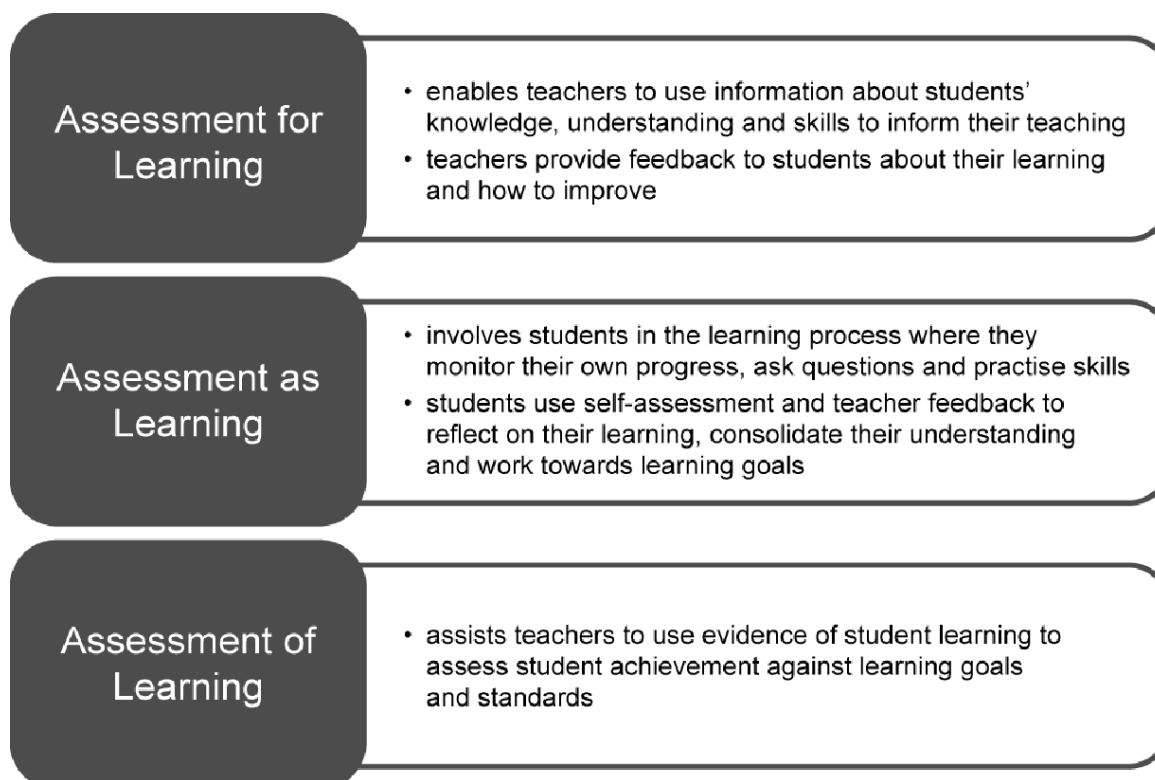 Assessment for
Learning
• enables teachers to use information about students’
knowledge, understanding and skills to inform their teaching
• teachers provide feedback to students about their learning
and how to improve
Assessment as
Learning
• involves students in the learning process where they
monitor their own progress, ask questions and practise skills
• students use self-assessment and teacher feedback to
reflect on their learning, consolidate their understanding
and work towards learning goals
Assessment of
Learning
• assists teachers to use evidence of student learning to
assess student achievement against learning goals
and standards